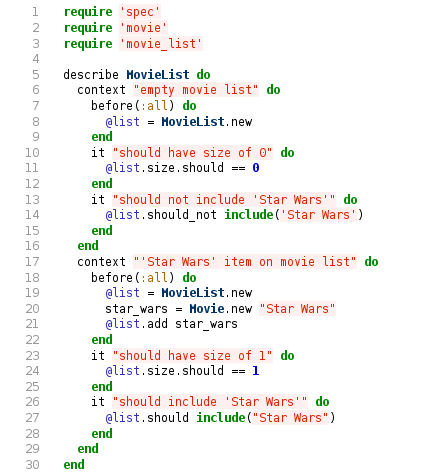 1 require 'spec'
2 require 'movie'
3 require 'movie_list'
4
5 describe MovieList do
6   context "empty movie list" do
7     before(:all) do
8       @list = MovieList.new
9     end
10     it "should have size of 0" do
11       @list.size.should == 0
12     end
13     it "should not include 'Star Wars'" do
14       @list.should_not include('Star Wars')
15     end
16   end
17   context "'Star Wars' item on movie list" do
18     before(:all) do
19       @list = MovieList.new
20       star_wars = Movie.new "Star Wars"
21       @list.add star_wars
22     end
23     it "should have size of 1" do
24       @list.size.should == 1
25     end
26     it "should include 'Star Wars'" do
27       @list.should include("Star Wars")
28     end
29   end
30 end